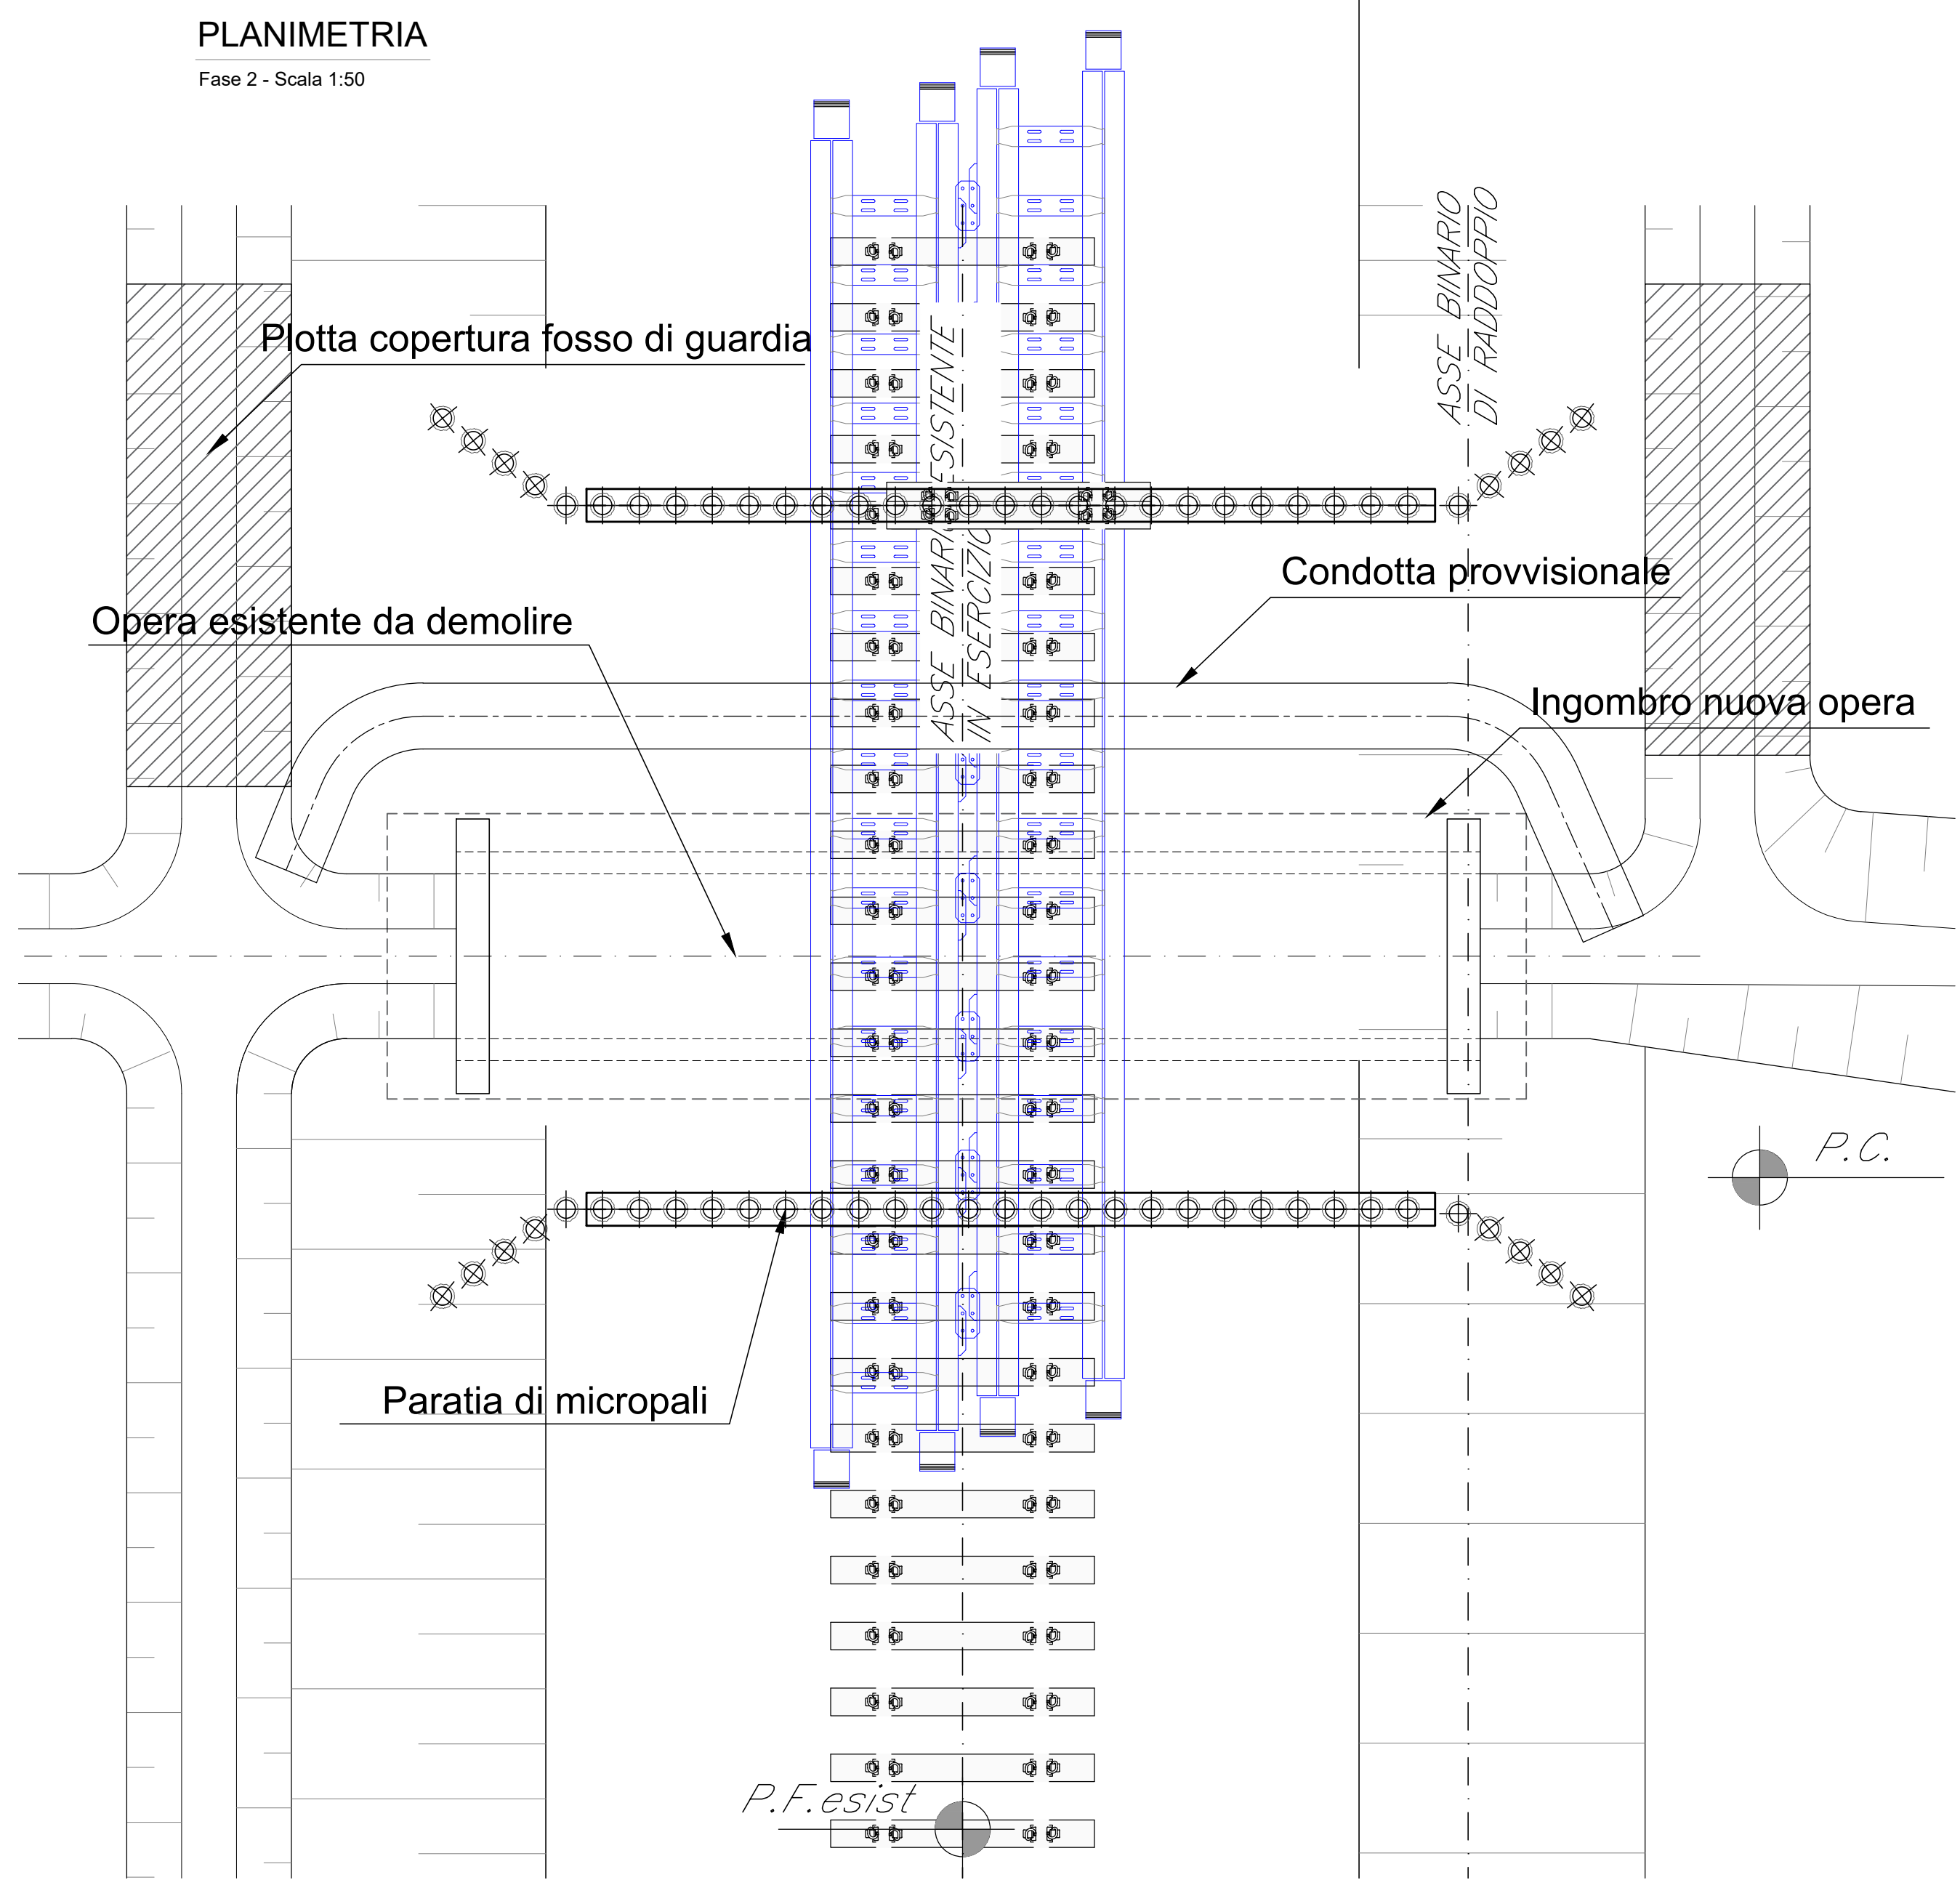 PLANIMETRIA
Fase 2 - Scala 1:50
ASSE BINARIO
DI RADDOPPIO
Plotta copertura fosso di guardia
ASSE BINARIO ESISTENTE
IN ESERCIZIO
Condotta provvisionale
Opera esistente da demolire
Ingombro nuova opera
P.C.
Paratia di micropali
P.F.esist